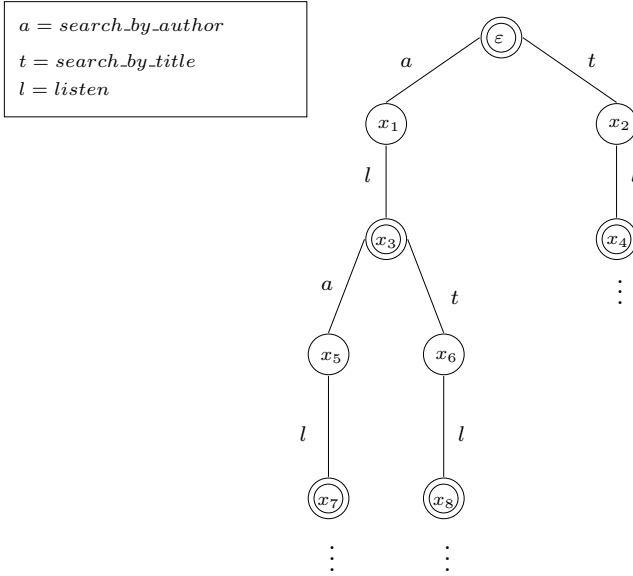 a = search_by_author
t = search_by_title
l = listen
ε
a
t
x₁
x₂
l
l
x₃
x₄
a
t
x₅
x₆
l
l
x₇
x₈